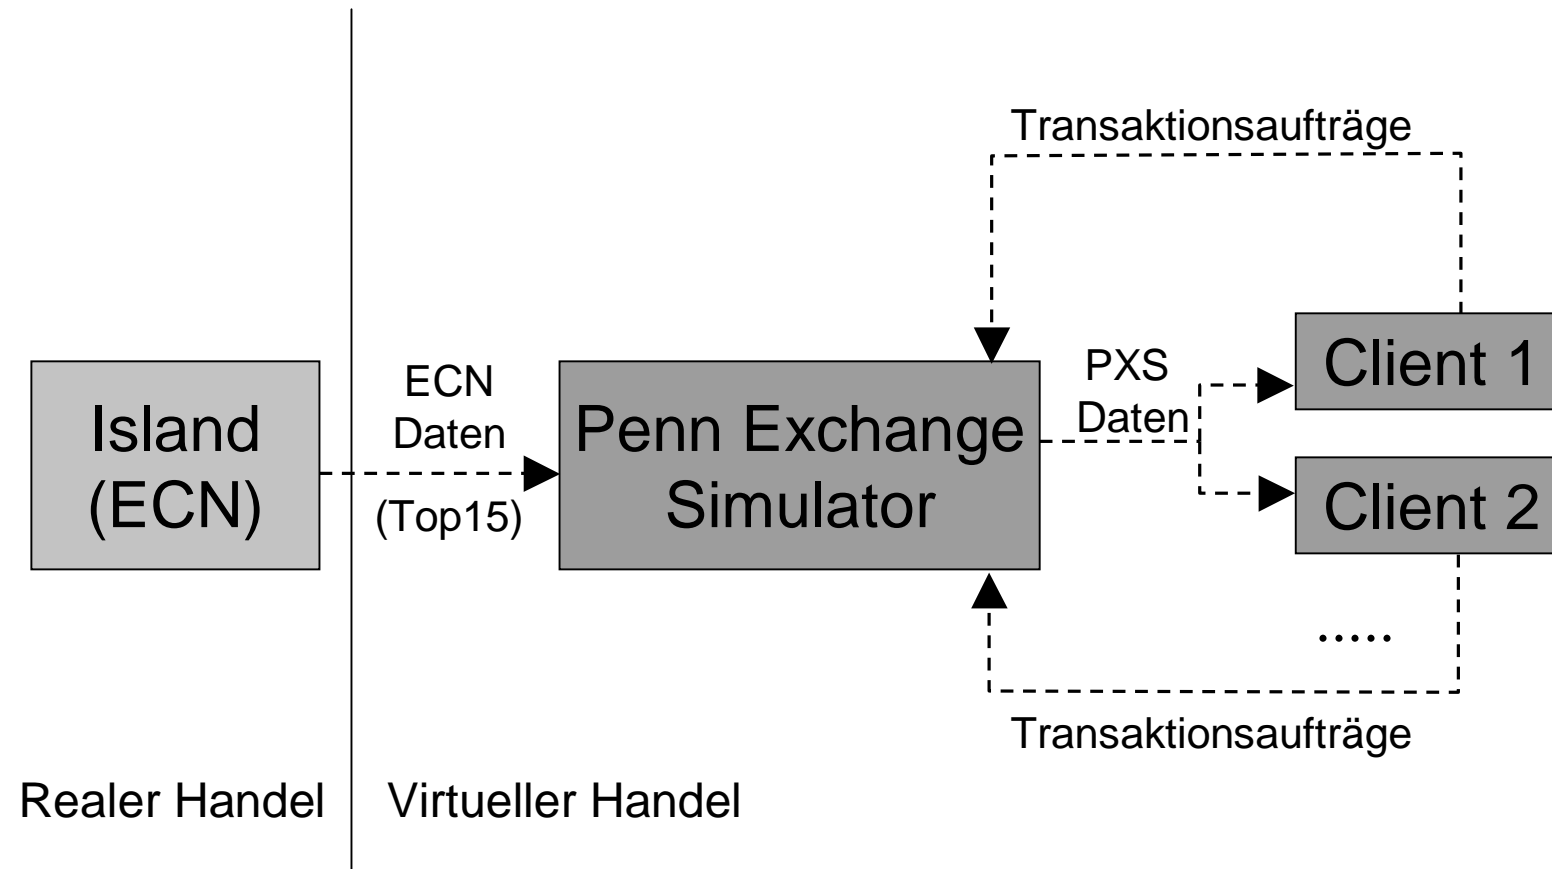 Transaktionsaufträge
Island
(ECN)
ECN
Daten
(Top15)
Penn Exchange
Simulator
PXS
Daten
Client 1
Client 2
.....
Transaktionsaufträge
Realer Handel
Virtueller Handel